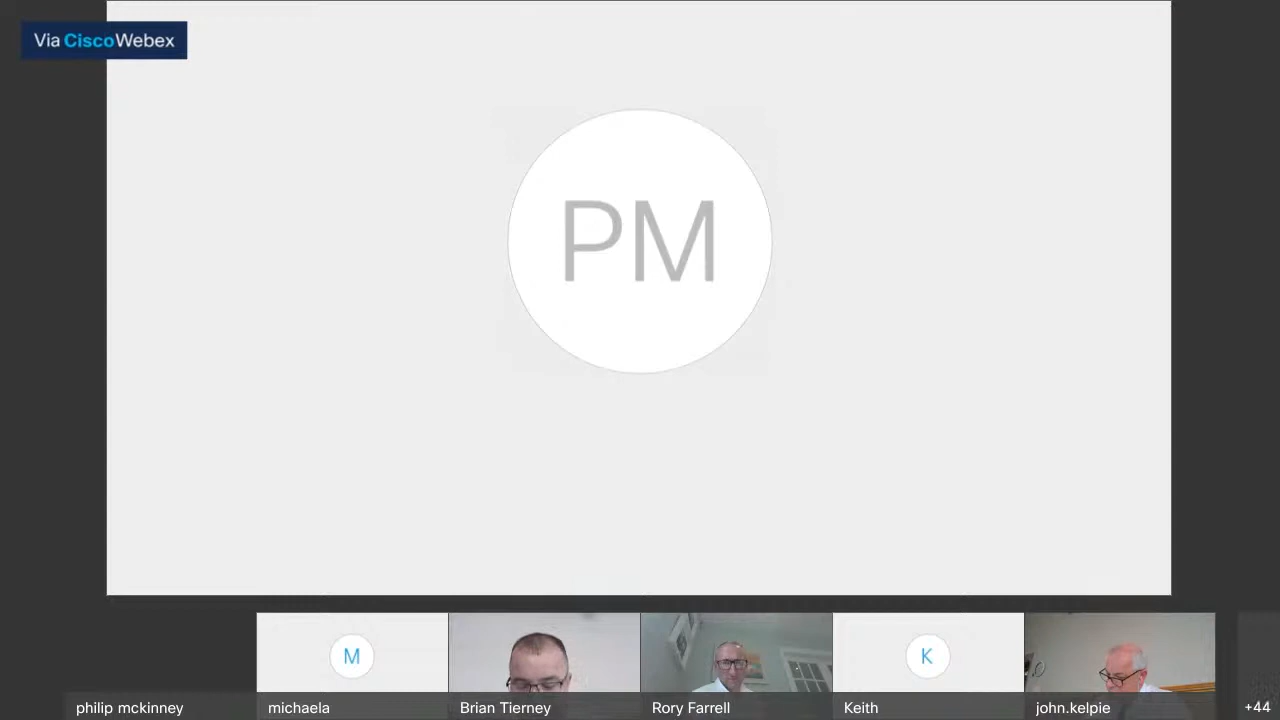 Via CiscoWebex
PM
M
K
philip mckinney
michaela
Brian Tierney
Rory Farrell
Keith
john.kelpie
+44